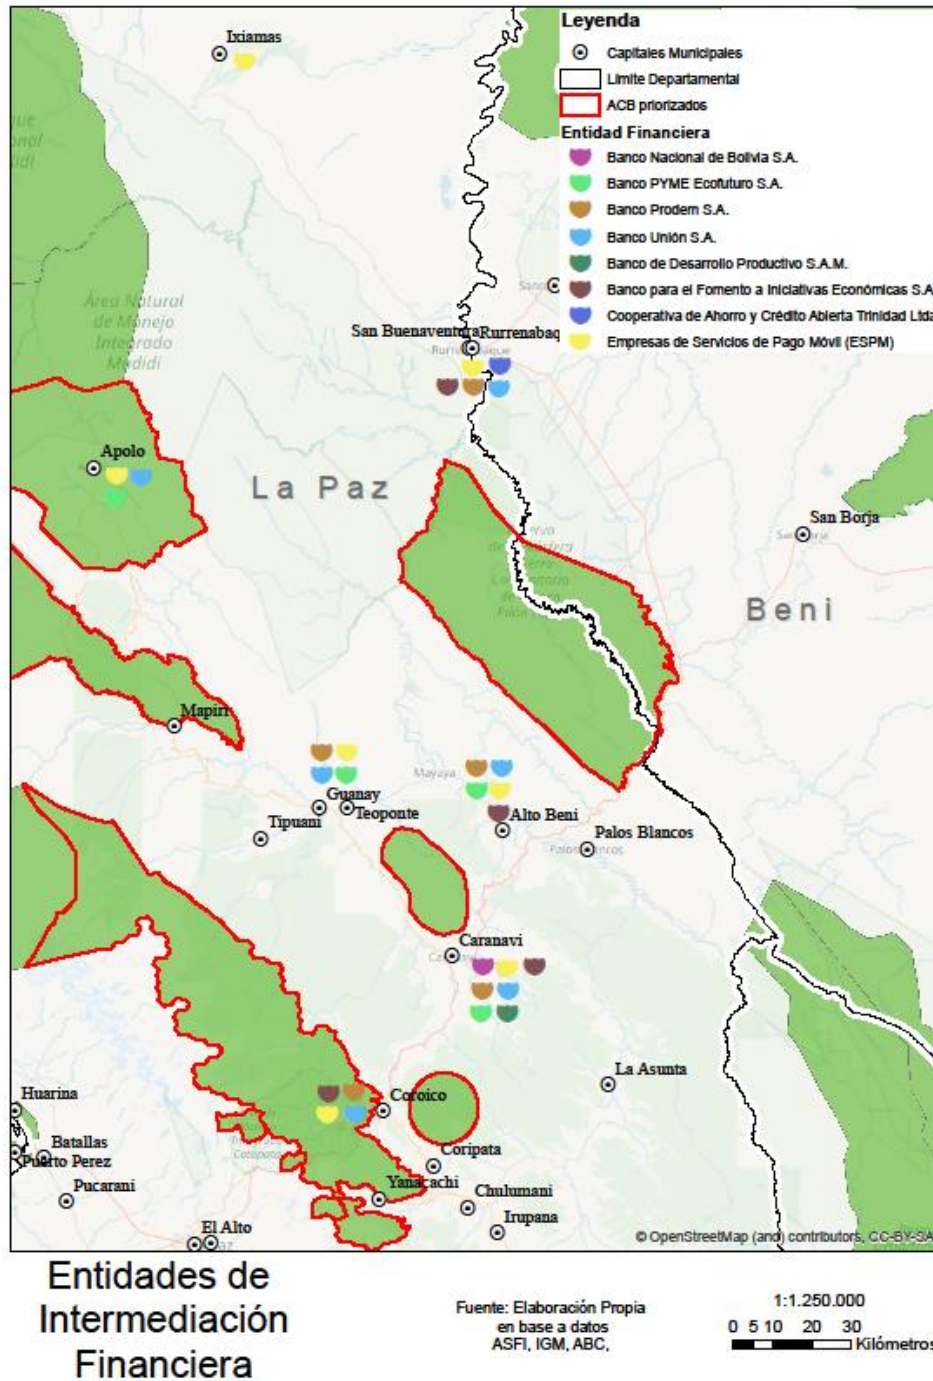 Leyenda
Capitales Municipales
Límite Departamental
ACB priorizados
Entidad Financiera
Banco Nacional de Bolivia S.A.
Banco PYME Ecofuturo S.A.
Banco Prodem S.A.
Banco Unión S.A.
Banco de Desarrollo Productivo S.A.M.
Banco para el Fomento a Iniciativas Económicas S.A
Cooperativa de Ahorro y Crédito Abierta Trinidad Ltda
Empresas de Servicios de Pago Móvil (ESPM)
Ixiamas
Área Natural
de Manejo
Integrado
Madidi
San Buenaventura
Rurrenabaq
Apolo
La Paz
San Borja
Beni
Mapiri
Mayaya
Guanay
Teoponte
Tipuani
Alto Beni
Palos Blancos
Caranavi
La Asunta
Huarina
Coroico
Batallas
Puerto Perez
Coripata
Pucarani
Yanacachi
Chulumani
El Alto
Irupana
© OpenStreetMap (and) contributors, CC-BY-SA
Entidades de
Intermediación
Financiera
Fuente: Elaboración Propia
en base a datos
ASFI, IGM, ABC,
1:1.250.000
0 5 10 20 30
Kilómetros